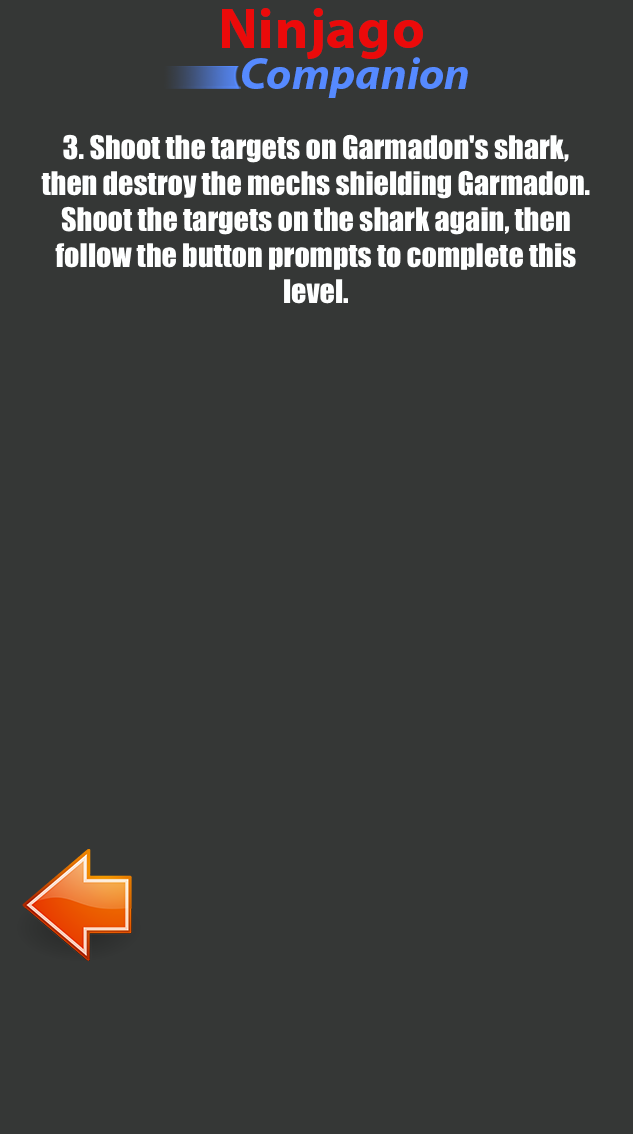 Ninjago
Companion
3. Shoot the targets on Garmadon's shark,
then destroy the mechs shielding Garmadon.
Shoot the targets on the shark again, then
follow the button prompts to complete this
level.